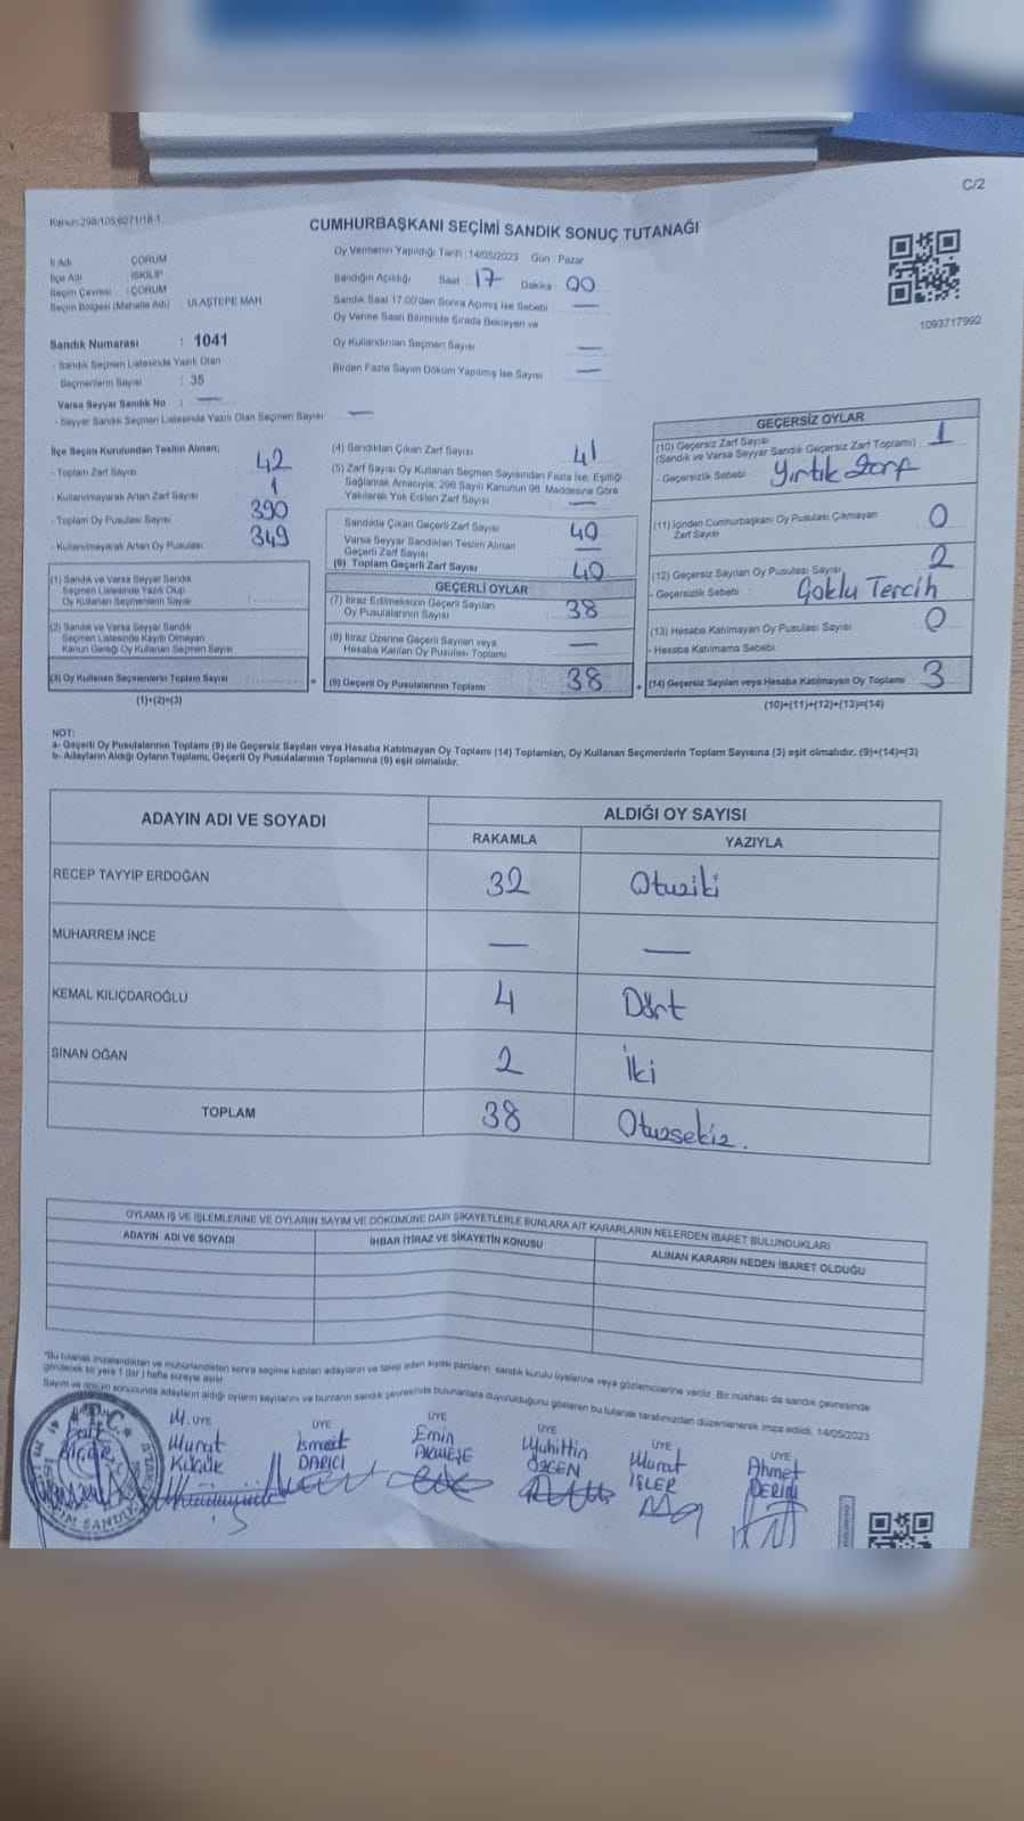 C/2
Kanun:298/105,6271/18-1
CUMHURBAŞKANI SEÇİMİ SANDIK SONUÇ TUTANAĞI
İl Adı ÇORUM
İlçe Adı İSKİLİP
Seçim Çevresi : ÇORUM
Seçim Bölgesi (Mahalle Adı) ULAŞTEPE MAH
Oy Vermenin Yapıldığı Tarih : 14/05/2023 Gün : Pazar
Sandığın Açıldığı Saat 17 Dakika 00
Sandık Saat 17.00'den Sonra Açılmış İse Sebebi —
Oy Verme Saati Bitiminde Sırada Bekleyen ve
Oy Kullandırılan Seçmen Sayısı —
Birden Fazla Sayım Döküm Yapılmış İse Sayısı —
1093717992
Sandık Numarası : 1041
- Sandık Seçmen Listesinde Yazılı Olan
Seçmenlerin Sayısı : 35
Varsa Seyyar Sandık No : —
- Seyyar Sandık Seçmen Listesinde Yazılı Olan Seçmen Sayısı —
İlçe Seçim Kurulundan Teslim Alınan;
- Toplam Zarf Sayısı 42
- Kullanılmayarak Artan Zarf Sayısı 1
- Toplam Oy Pusulası Sayısı 390
- Kullanılmayarak Artan Oy Pusulası 349
(1) Sandık ve Varsa Seyyar Sandık
Seçmen Listesinde Yazılı Olup
Oy Kullanan Seçmenlerin Sayısı
(2) Sandık ve Varsa Seyyar Sandık
Seçmen Listesinde Kayıtlı Olmayan
Kanun Gereği Oy Kullanan Seçmen Sayısı
(3) Oy Kullanan Seçmenlerin Toplam Sayısı
(1)+(2)=(3)
(4) Sandıktan Çıkan Zarf Sayısı 41
(5) Zarf Sayısı Oy Kullanan Seçmen Sayısından Fazla İse, Eşitliği
Sağlamak Amacıyla, 298 Sayılı Kanunun 98. Maddesine Göre
Yakılarak Yok Edilen Zarf Sayısı —
Sandıkta Çıkan Geçerli Zarf Sayısı 40
Varsa Seyyar Sandıktan Teslim Alınan
Geçerli Zarf Sayısı —
(6) Toplam Geçerli Zarf Sayısı 40
GEÇERLİ OYLAR
(7) İtiraz Edilmeksizin Geçerli Sayılan
Oy Pusulalarının Sayısı 38
(8) İtiraz Üzerine Geçerli Sayılan veya
Hesaba Katılan Oy Pusulası Toplamı —
(9) Geçerli Oy Pusulalarının Toplamı 38
GEÇERSİZ OYLAR
(10) Geçersiz Zarf Sayısı
(Sandık ve Varsa Seyyar Sandık Geçersiz Zarf Toplamı) 1
- Geçersizlik Sebebi Yırtık Zarf
(11) İçinden Cumhurbaşkanı Oy Pusulası Çıkmayan
Zarf Sayısı 0
(12) Geçersiz Sayılan Oy Pusulası Sayısı 2
- Geçersizlik Sebebi : Çoklu Tercih
(13) Hesaba Katılmayan Oy Pusulası Sayısı 0
- Hesaba Katılmama Sebebi
(14) Geçersiz Sayılan veya Hesaba Katılmayan Oy Toplamı 3
(10)+(11)+(12)+(13)=(14)
NOT:
a- Geçerli Oy Pusulalarının Toplamı (9) ile Geçersiz Sayılan veya Hesaba Katılmayan Oy Toplamı (14) Toplamları, Oy Kullanan Seçmenlerin Toplam Sayısına (3) eşit olmalıdır. (9)+(14)=(3)
b- Adayların Aldığı Oyların Toplamı, Geçerli Oy Pusulalarının Toplamına (9) eşit olmalıdır.
ADAYIN ADI VE SOYADI ALDIĞI OY SAYISI
RAKAMLA YAZIYLA
RECEP TAYYİP ERDOĞAN 32 Otuziki
MUHARREM İNCE — —
KEMAL KILIÇDAROĞLU 4 Dört
SİNAN OĞAN 2 İki
TOPLAM 38 Otuzsekiz.
OYLAMA İŞ VE İŞLEMLERİNE VE OYLARIN SAYIM VE DÖKÜMÜNE DAİR ŞİKAYETLERLE BUNLARA AİT KARARLARIN NELERDEN İBARET BULUNDUKLARI
ADAYIN ADI VE SOYADI İHBAR İTİRAZ VE ŞİKAYETİN KONUSU ALINAN KARARIN NEDEN İBARET OLDUĞU
*Bu tutanak imzalandıktan ve mühürlendikten sonra seçime katılan adayların ve talep eden siyasi partilerin, sandık kurulu üyelerine veya gözlemcilerine verilir. Bir nüshası da sandık çevresinde
gönderilecek bir yere 1 (bir) hafta süreyle asılır.
Sayım ve döküm sonucunda adayların aldığı oyların sayılarını ve bunların sandık çevresinde bulunanlara duyurulduğunu gösteren bu tutanak tarafımızdan düzenlenerek imza edildi. 14/05/2023
M. ÜYE ÜYE ÜYE ÜYE ÜYE ÜYE
Murat İsmet Emin Muhittin Murat Ahmet
KÜÇÜK DARICI ÖZCEN İŞLER DERİN